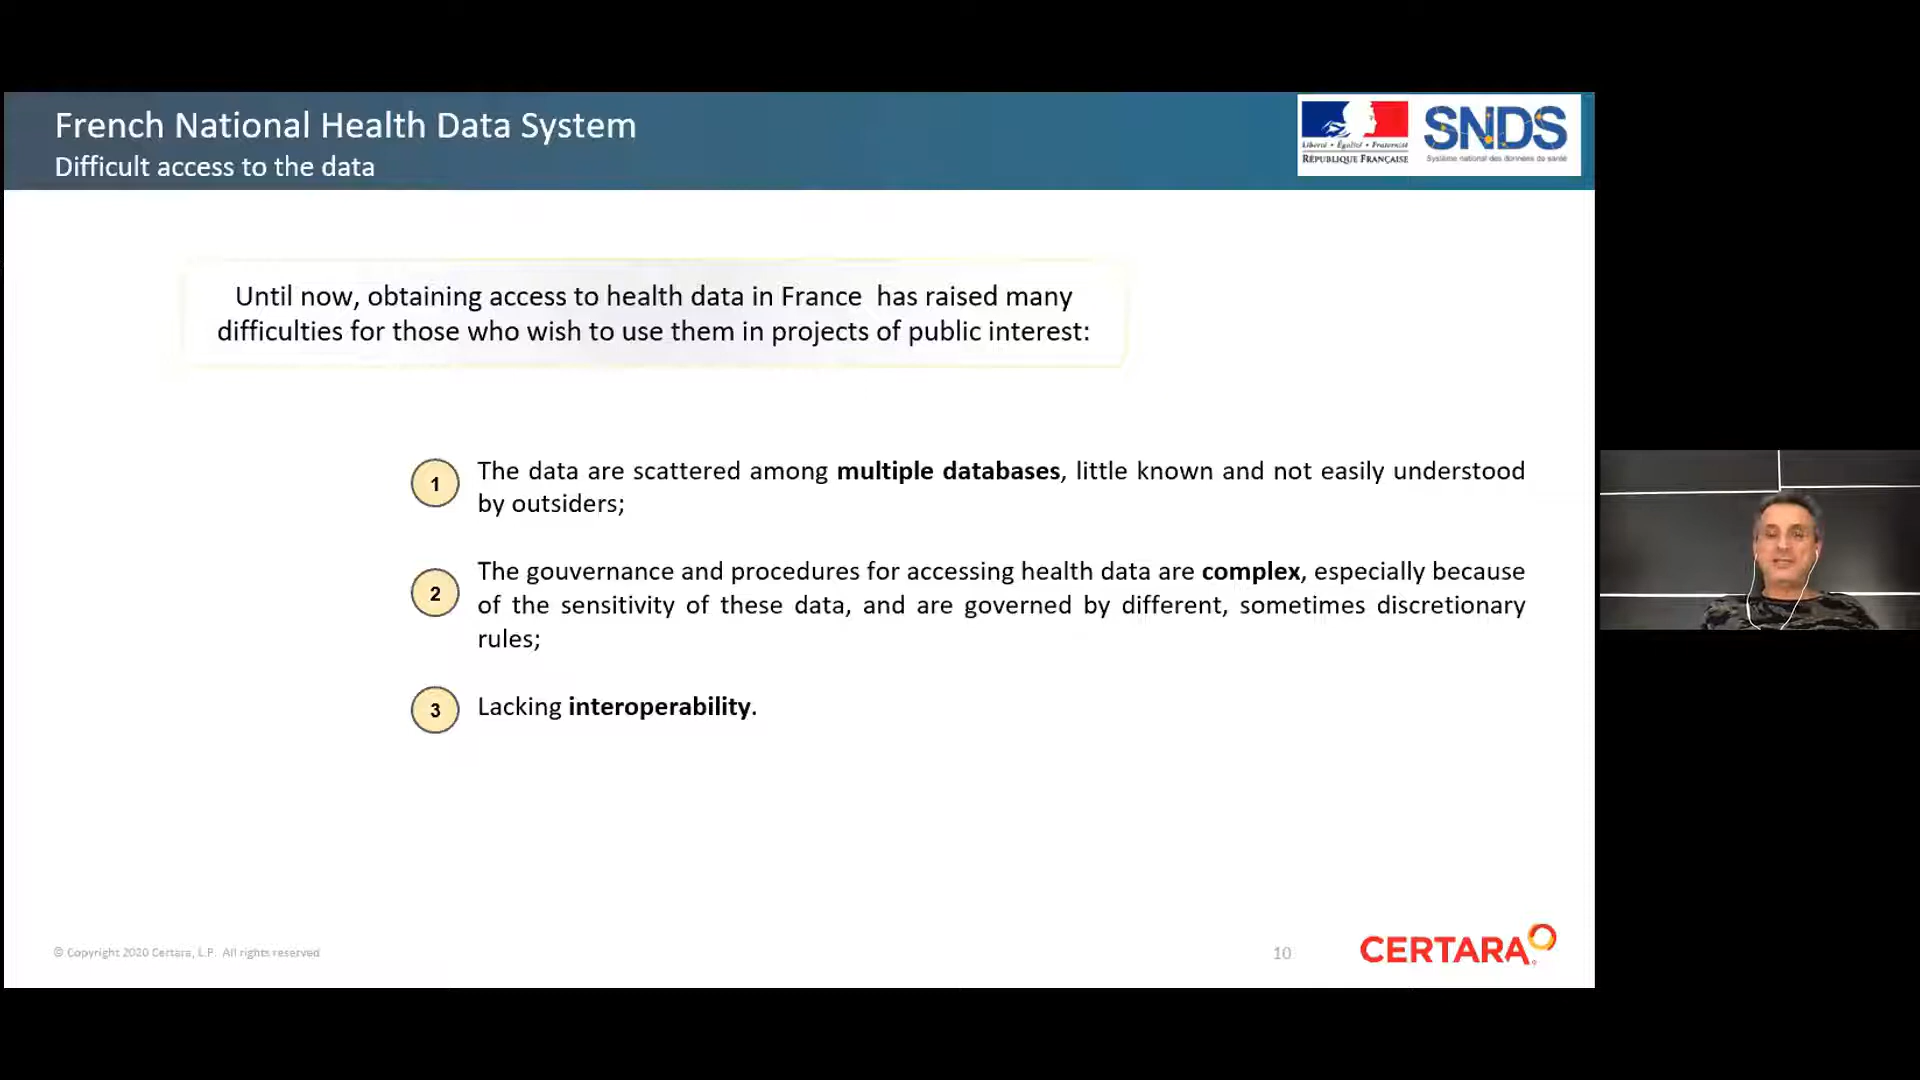 French National Health Data System
Difficult access to the data
Liberté • Égalité • Fraternité
RÉPUBLIQUE FRANÇAISE
SNDS
Système national des données de santé
Until now, obtaining access to health data in France has raised many
difficulties for those who wish to use them in projects of public interest:
1
The data are scattered among multiple databases, little known and not easily understood
by outsiders;
2
The gouvernance and procedures for accessing health data are complex, especially because
of the sensitivity of these data, and are governed by different, sometimes discretionary
rules;
3
Lacking interoperability.
© Copyright 2020 Certara, L.P. All rights reserved
10
CERTARA